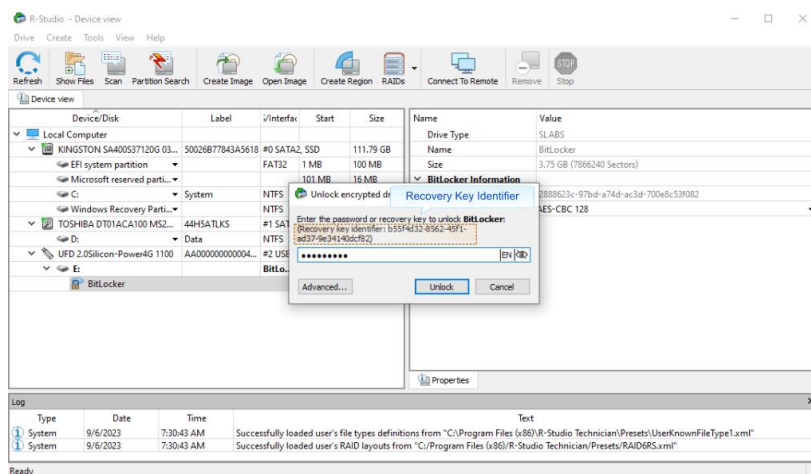 R-Studio - Device view
Drive Create Tools View Help
Refresh Show Files Scan Partition Search Create Image Open Image Create Region RAIDs Connect To Remote Remove Stop
STOP
Device view
Device/Disk Label Start Size Name Value
Local Computer Drive Type SLABS
KINGSTON SA400S37120G 03... 50026B77843A5618 #0 SATA2, SSD 111.79 GB Name BitLocker
EFI system partition FAT32 1 MB 100 MB Size 3.75 GB (7866240 Sectors)
Microsoft reserved parti... 101 MB 16 MB BitLocker Information
C: System NTFS 2888623c-97bd-a74d-ac3d-700e8c53f082
Windows Recovery Parti... NTFS AES-CBC 128
TOSHIBA DT01ACA100 MS2... 44H5ATLKS #1 SAT
D: Data NTFS
UFD 2.0Silicon-Power4G 1100 AA000000000004... #2 USB
E: BitLo..
BitLocker
Unlock encrypted
Recovery Key Identifier
Enter the password or recovery key to unlock BitLocker:
(Recovery key identifier: b55f4d32-8562-45f1-
ad37-9e34140dcf82)
EN
Advanced... Unlock Cancel
Properties
Log
Type Date Time Text
System 9/6/2023 7:30:43 AM Successfully loaded user's file types definitions from "C:\Program Files (x86)\R-Studio Technician\Presets\UserKnownFileType1.xml"
System 9/6/2023 7:30:43 AM Successfully loaded user's RAID layouts from "C:/Program Files (x86)/R-Studio Technician/Presets/RAID6RS.xml"
Ready